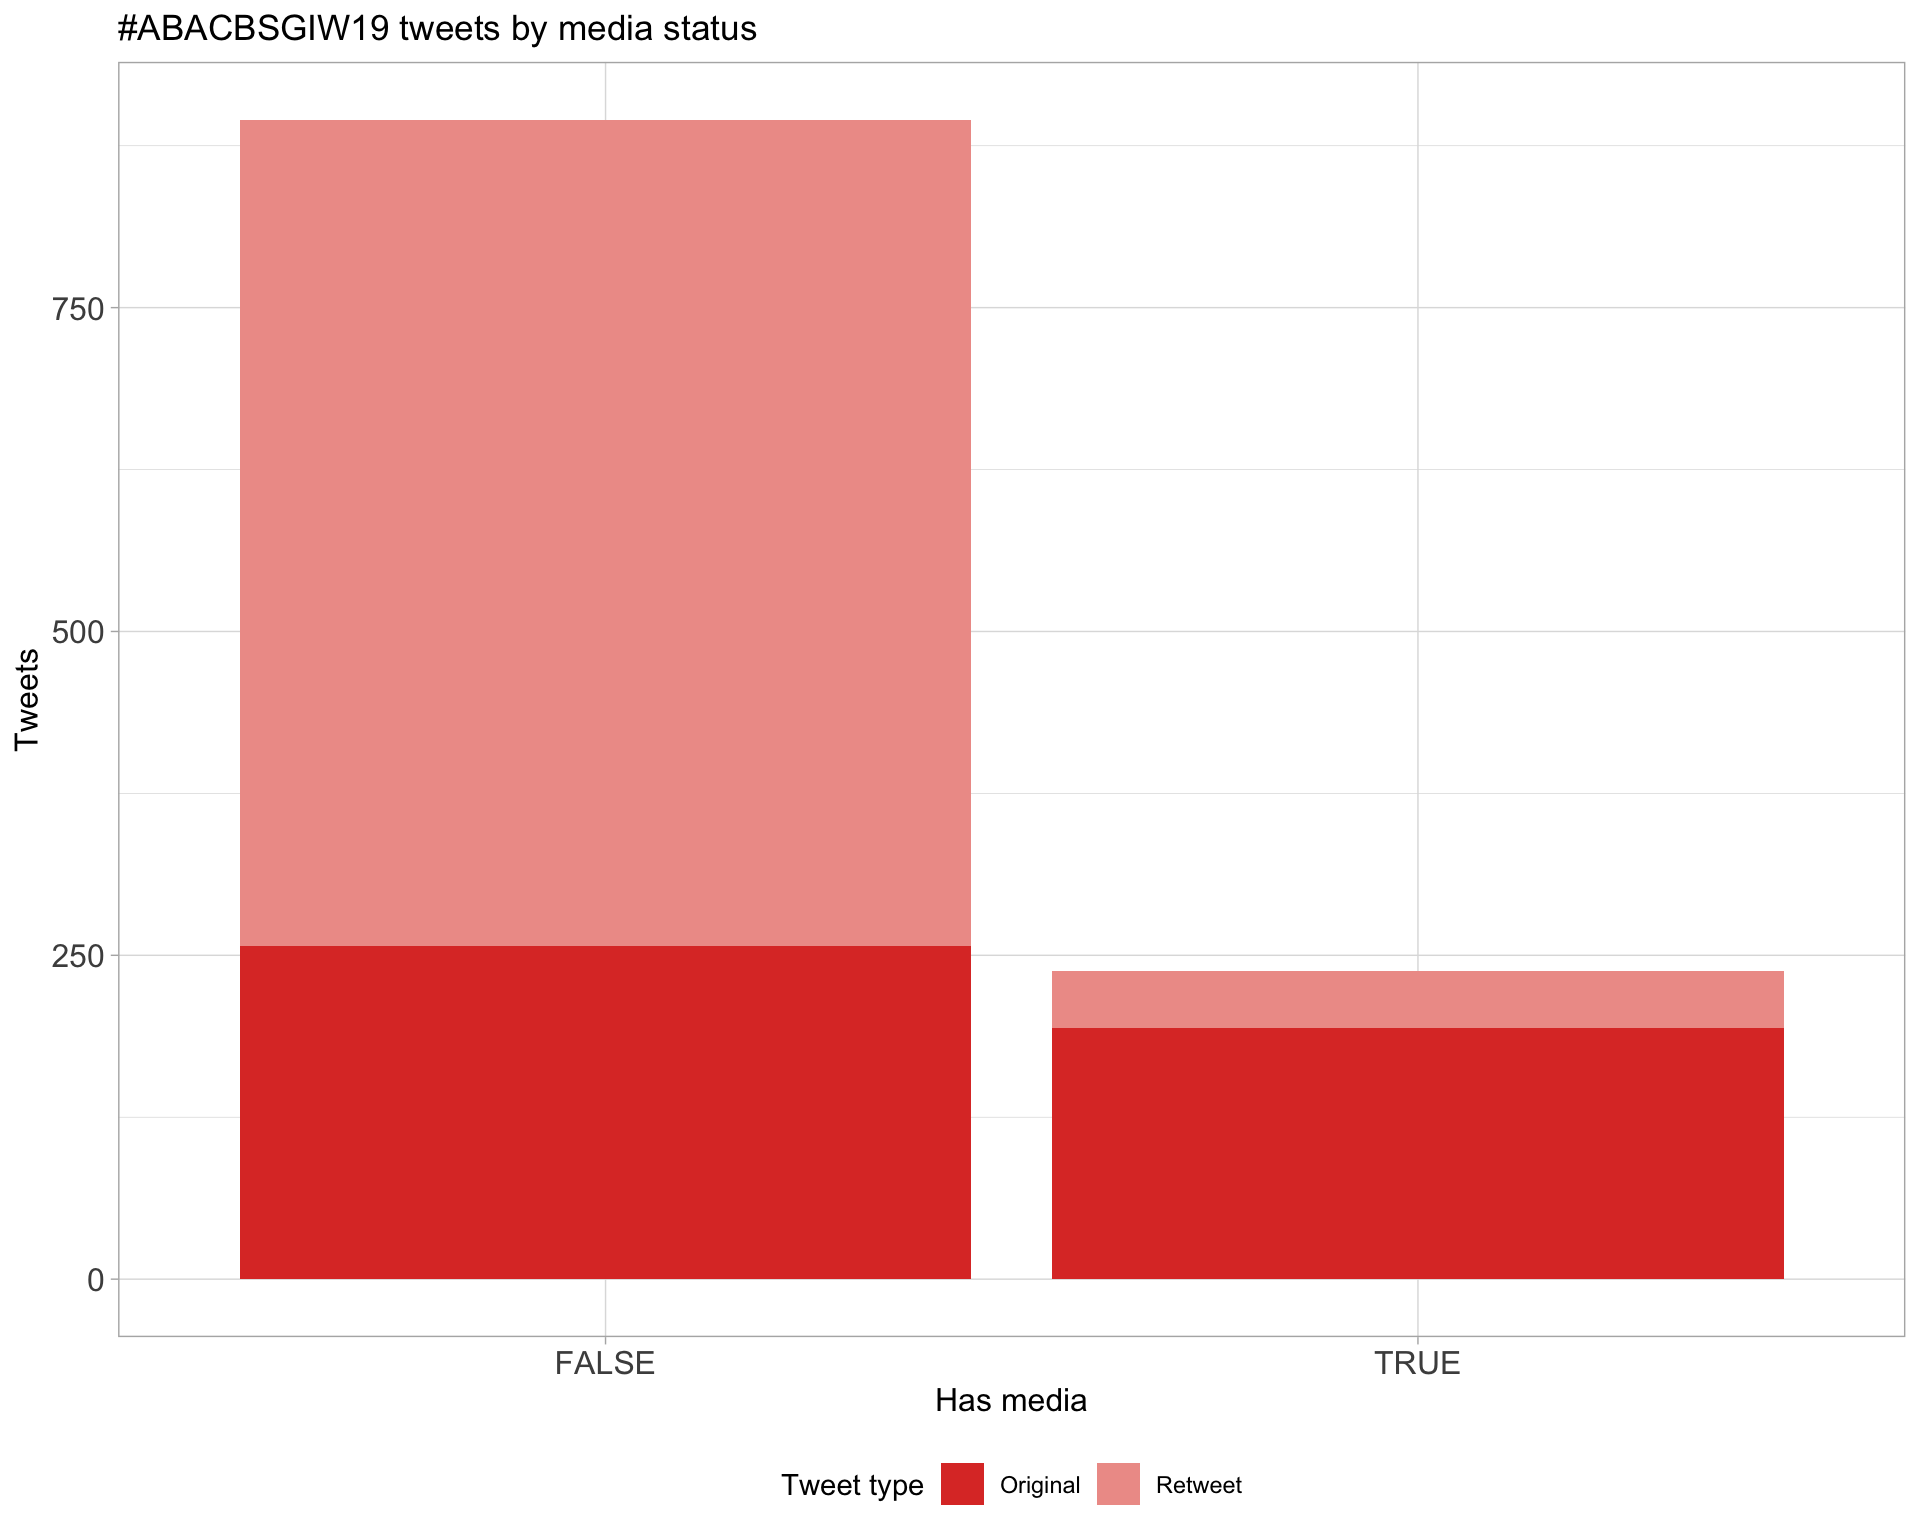 #ABACBSGIW19 tweets by media status
750
500
250
0
Tweets
FALSE
TRUE
Has media
Tweet type
Original
Retweet